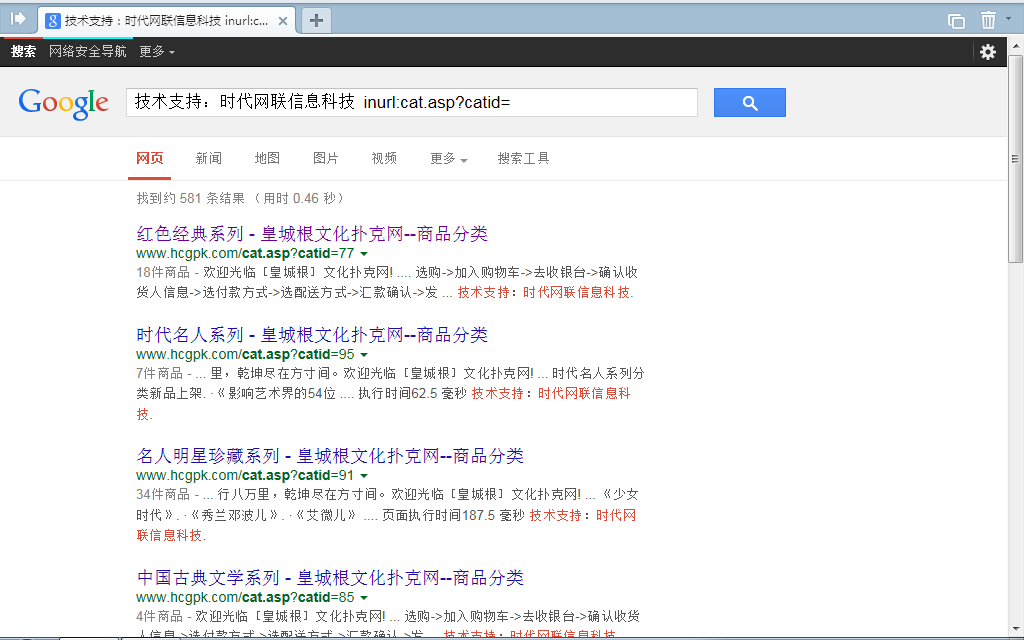 技术支持：时代网联信息科技 inurl:c...
搜索 网络安全导航 更多
Google 技术支持：时代网联信息科技 inurl:cat.asp?catid=
网页 新闻 地图 图片 视频 更多 搜索工具
找到约 581 条结果 （用时 0.46 秒）
红色经典系列 - 皇城根文化扑克网--商品分类
www.hcgpk.com/cat.asp?catid=77
18件商品 - 欢迎光临［皇城根］文化扑克网! .... 选购->加入购物车->去收银台->确认收
货人信息->选付款方式->选配送方式->汇款确认->发 ... 技术支持：时代网联信息科技.
时代名人系列 - 皇城根文化扑克网--商品分类
www.hcgpk.com/cat.asp?catid=95
7件商品 - ... 里，乾坤尽在方寸间。欢迎光临［皇城根］文化扑克网! ... 时代名人系列分
类新品上架. ·《影响艺术界的54位 .... 执行时间62.5 毫秒 技术支持：时代网联信息科
技.
名人明星珍藏系列 - 皇城根文化扑克网--商品分类
www.hcgpk.com/cat.asp?catid=91
34件商品 - ... 行八万里，乾坤尽在方寸间。欢迎光临［皇城根］文化扑克网! ... 《少女
时代》. ·《秀兰邓波儿》. ·《艾微儿》 .... 页面执行时间187.5 毫秒 技术支持：时代网
联信息科技.
中国古典文学系列 - 皇城根文化扑克网--商品分类
www.hcgpk.com/cat.asp?catid=85
4件商品 - 欢迎光临［皇城根］文化扑克网! ... 选购->加入购物车->去收银台->确认收货
人信息->选付款方式->选配送方式->汇款确认->发 ... 技术支持：时代网联信息科技.